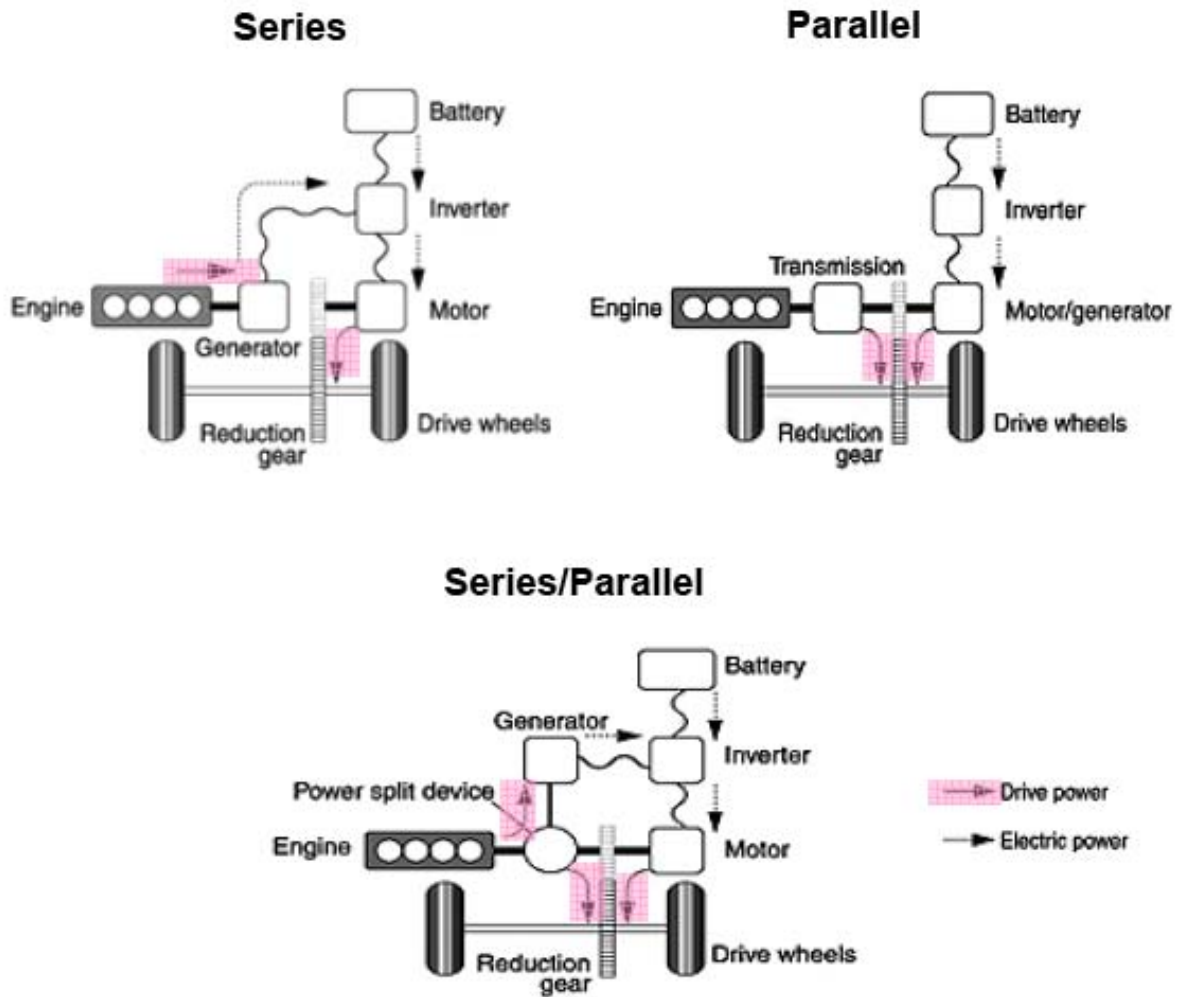 Series
Battery
Inverter
Engine
Motor
Generator
Reduction
gear
Drive wheels
Parallel
Battery
Inverter
Transmission
Engine
Motor/generator
Reduction
gear
Drive wheels
Series/Parallel
Battery
Generator
Inverter
Power split device
Engine
Motor
Reduction
gear
Drive wheels
Drive power
Electric power